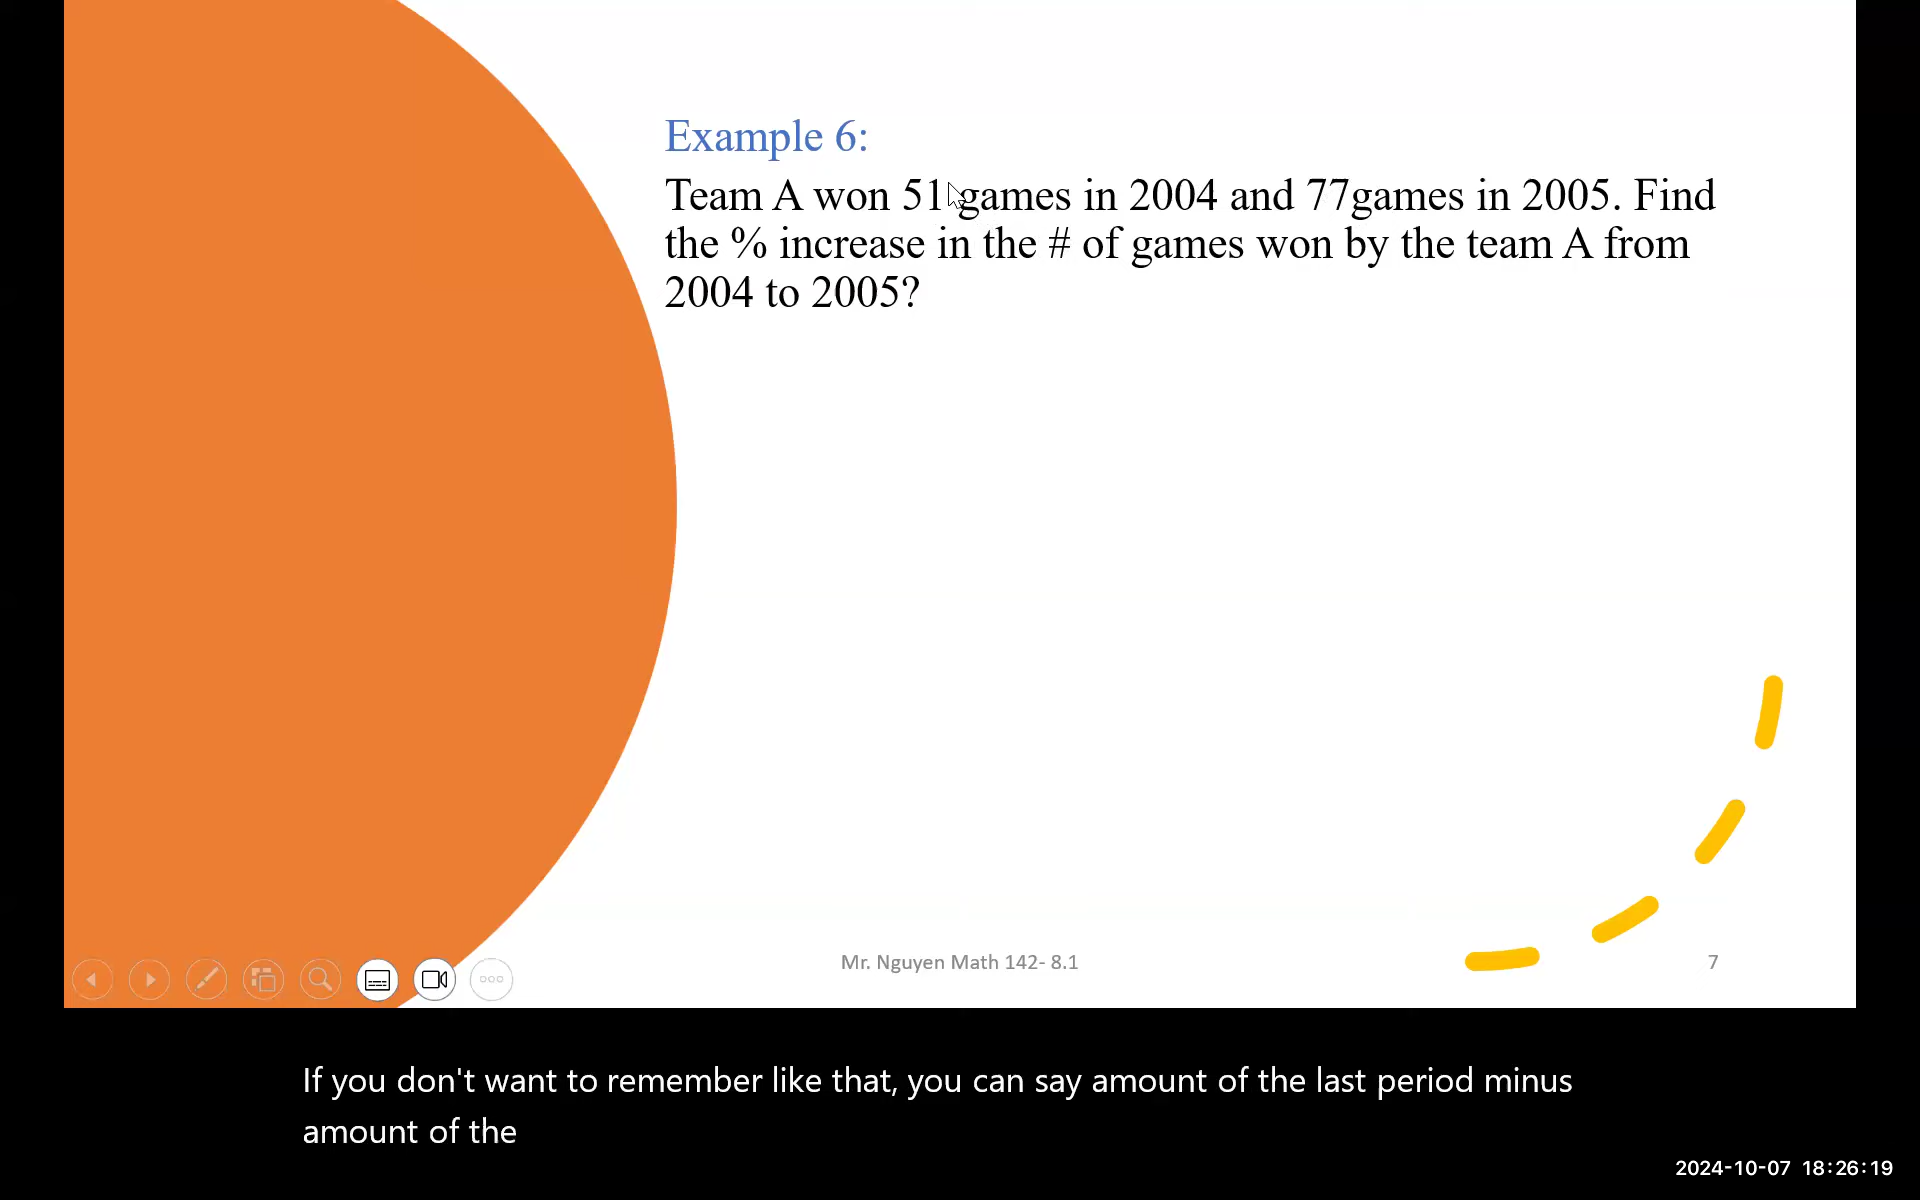 Example 6:
Team A won 51 games in 2004 and 77games in 2005. Find
the % increase in the # of games won by the team A from
2004 to 2005?
Mr. Nguyen Math 142- 8.1
7
If you don't want to remember like that, you can say amount of the last period minus
amount of the
2024-10-07 18:26:19